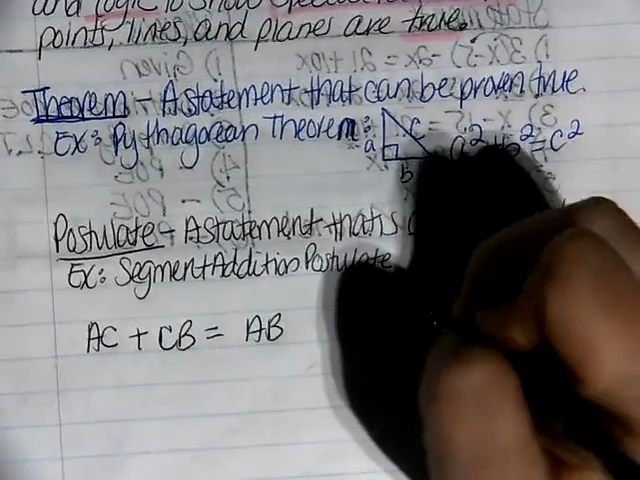 and logic to show
points, lines, and planes are true.
Theorem - A statement that can be proven true.
Ex: Pythagorean Theorem: a b c a² + b² = c²
Postulate - A statement that is
Ex: Segment Addition Postulate
AC + CB = AB